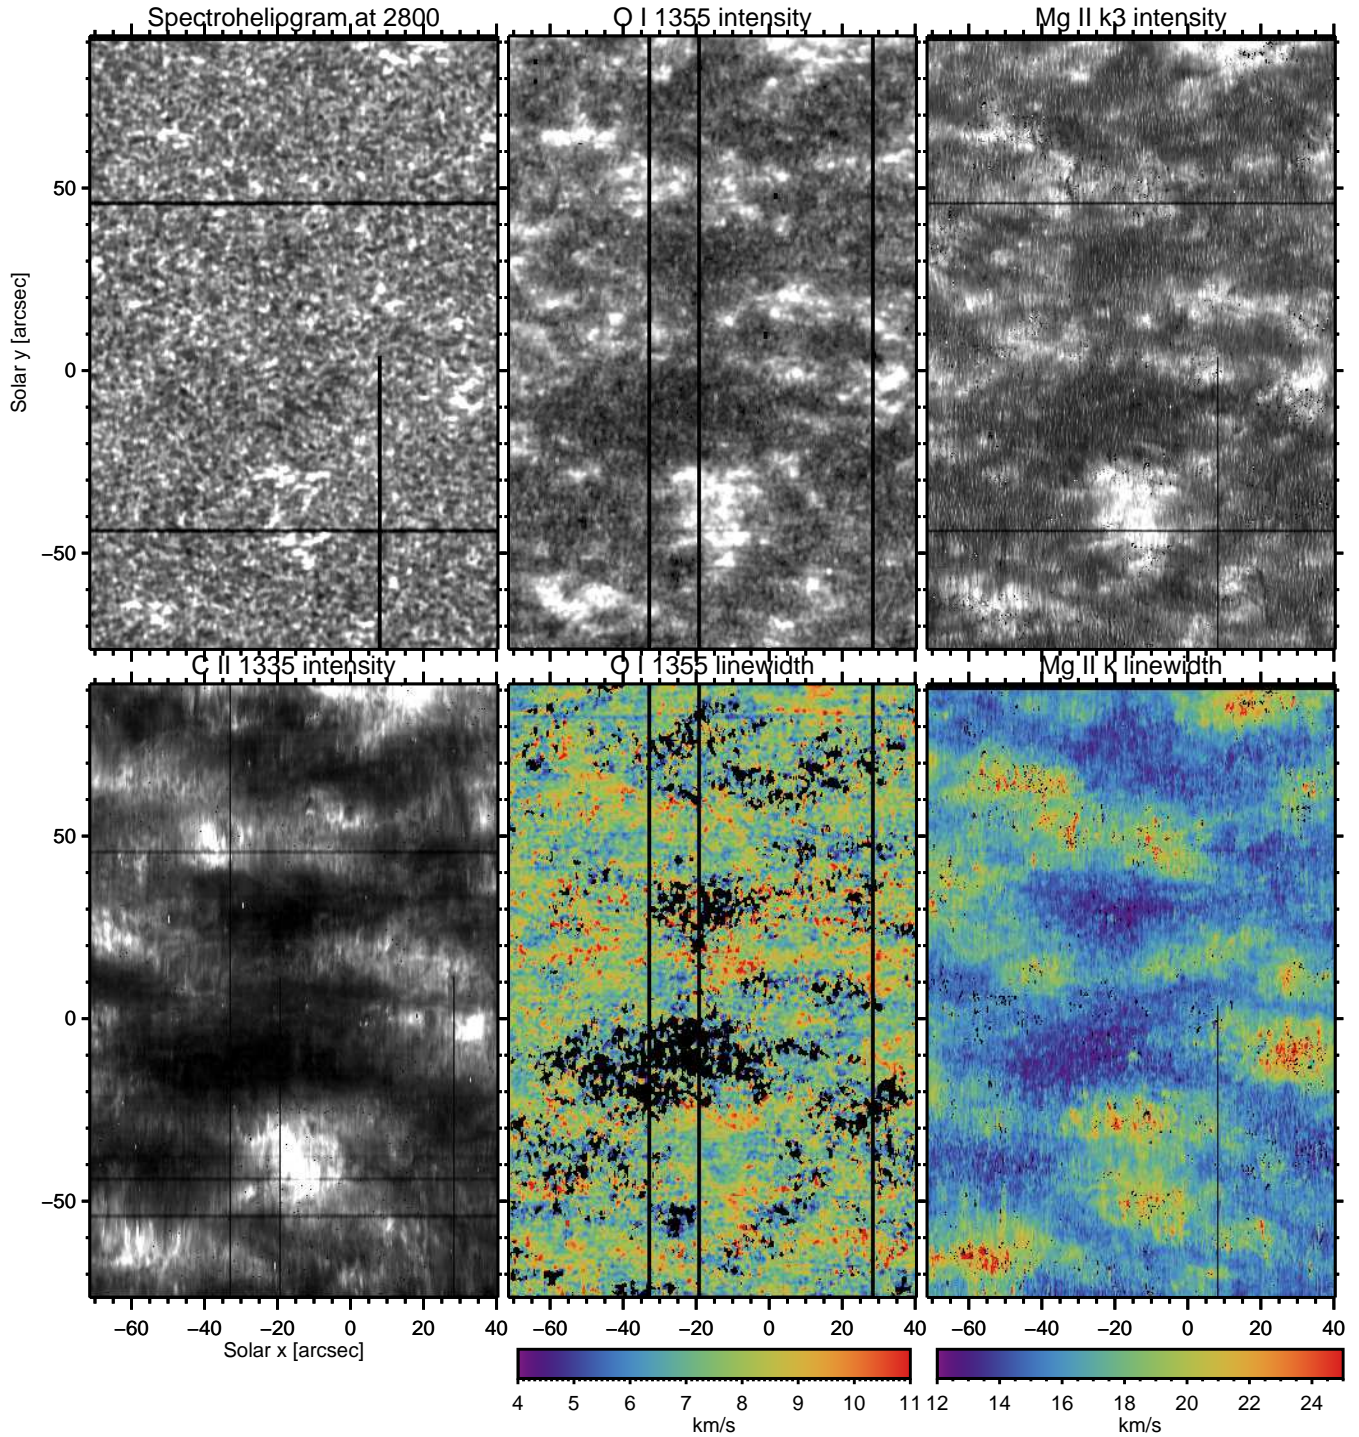 Spectroheliogram at 2800
O I 1355 intensity
Mg II k3 intensity
50
0
−50
Solar y [arcsec]
C II 1335 intensity
O I 1355 linewidth
Mg II k linewidth
50
0
−50
−60 −40 −20 0 20 40
−60 −40 −20 0 20 40
−60 −40 −20 0 20 40
Solar x [arcsec]
4 5 6 7 8 9 10 11
km/s
12 14 16 18 20 22 24
km/s